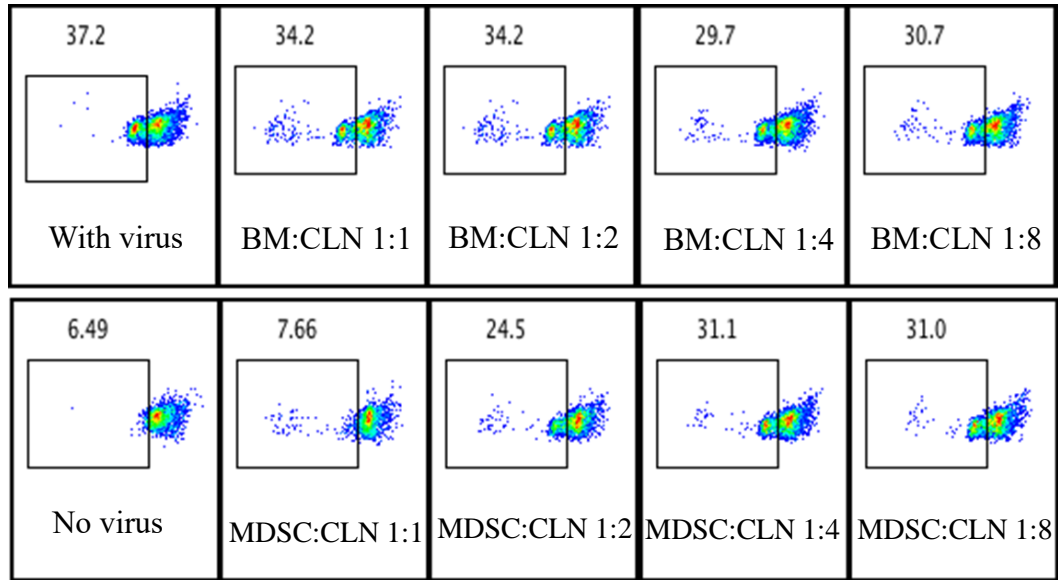 37.2 34.2 34.2 29.7 30.7
With virus BM:CLN 1:1 BM:CLN 1:2 BM:CLN 1:4 BM:CLN 1:8
6.49 7.66 24.5 31.1 31.0
No virus MDSC:CLN 1:1 MDSC:CLN 1:2 MDSC:CLN 1:4 MDSC:CLN 1:8